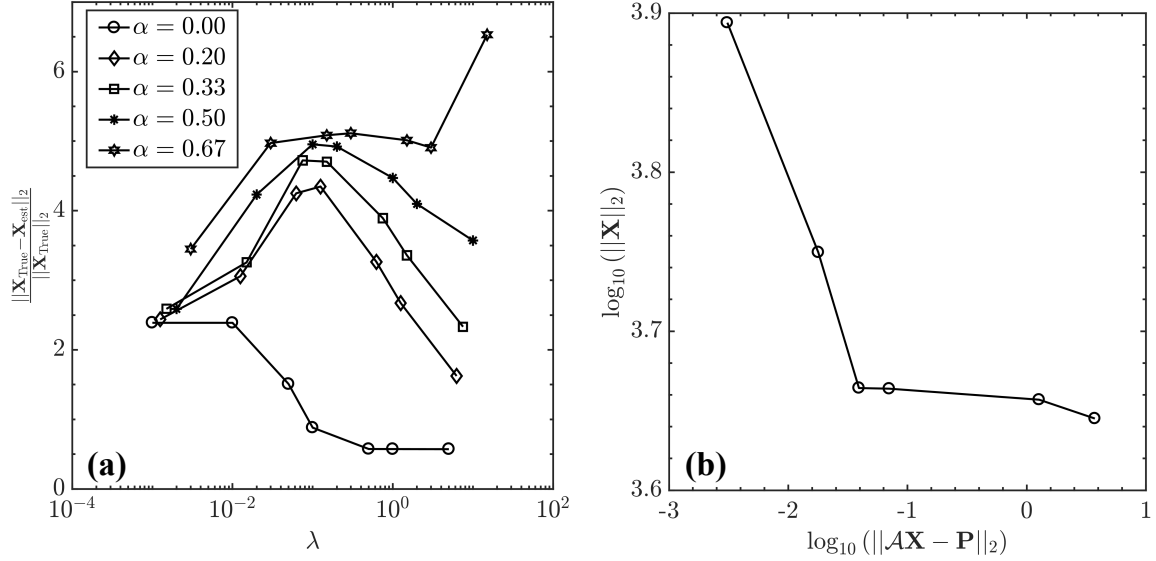 α = 0.00
α = 0.20
α = 0.33
α = 0.50
α = 0.67
6
4
2
0
||X_True − X_est||_2
||X_True||_2
(a)
10^−4
10^−2
10^0
10^2
λ
3.9
3.8
3.7
3.6
log_10 (||X||_2)
(b)
-3
-2
-1
0
1
log_10 (||𝒜X − P||_2)